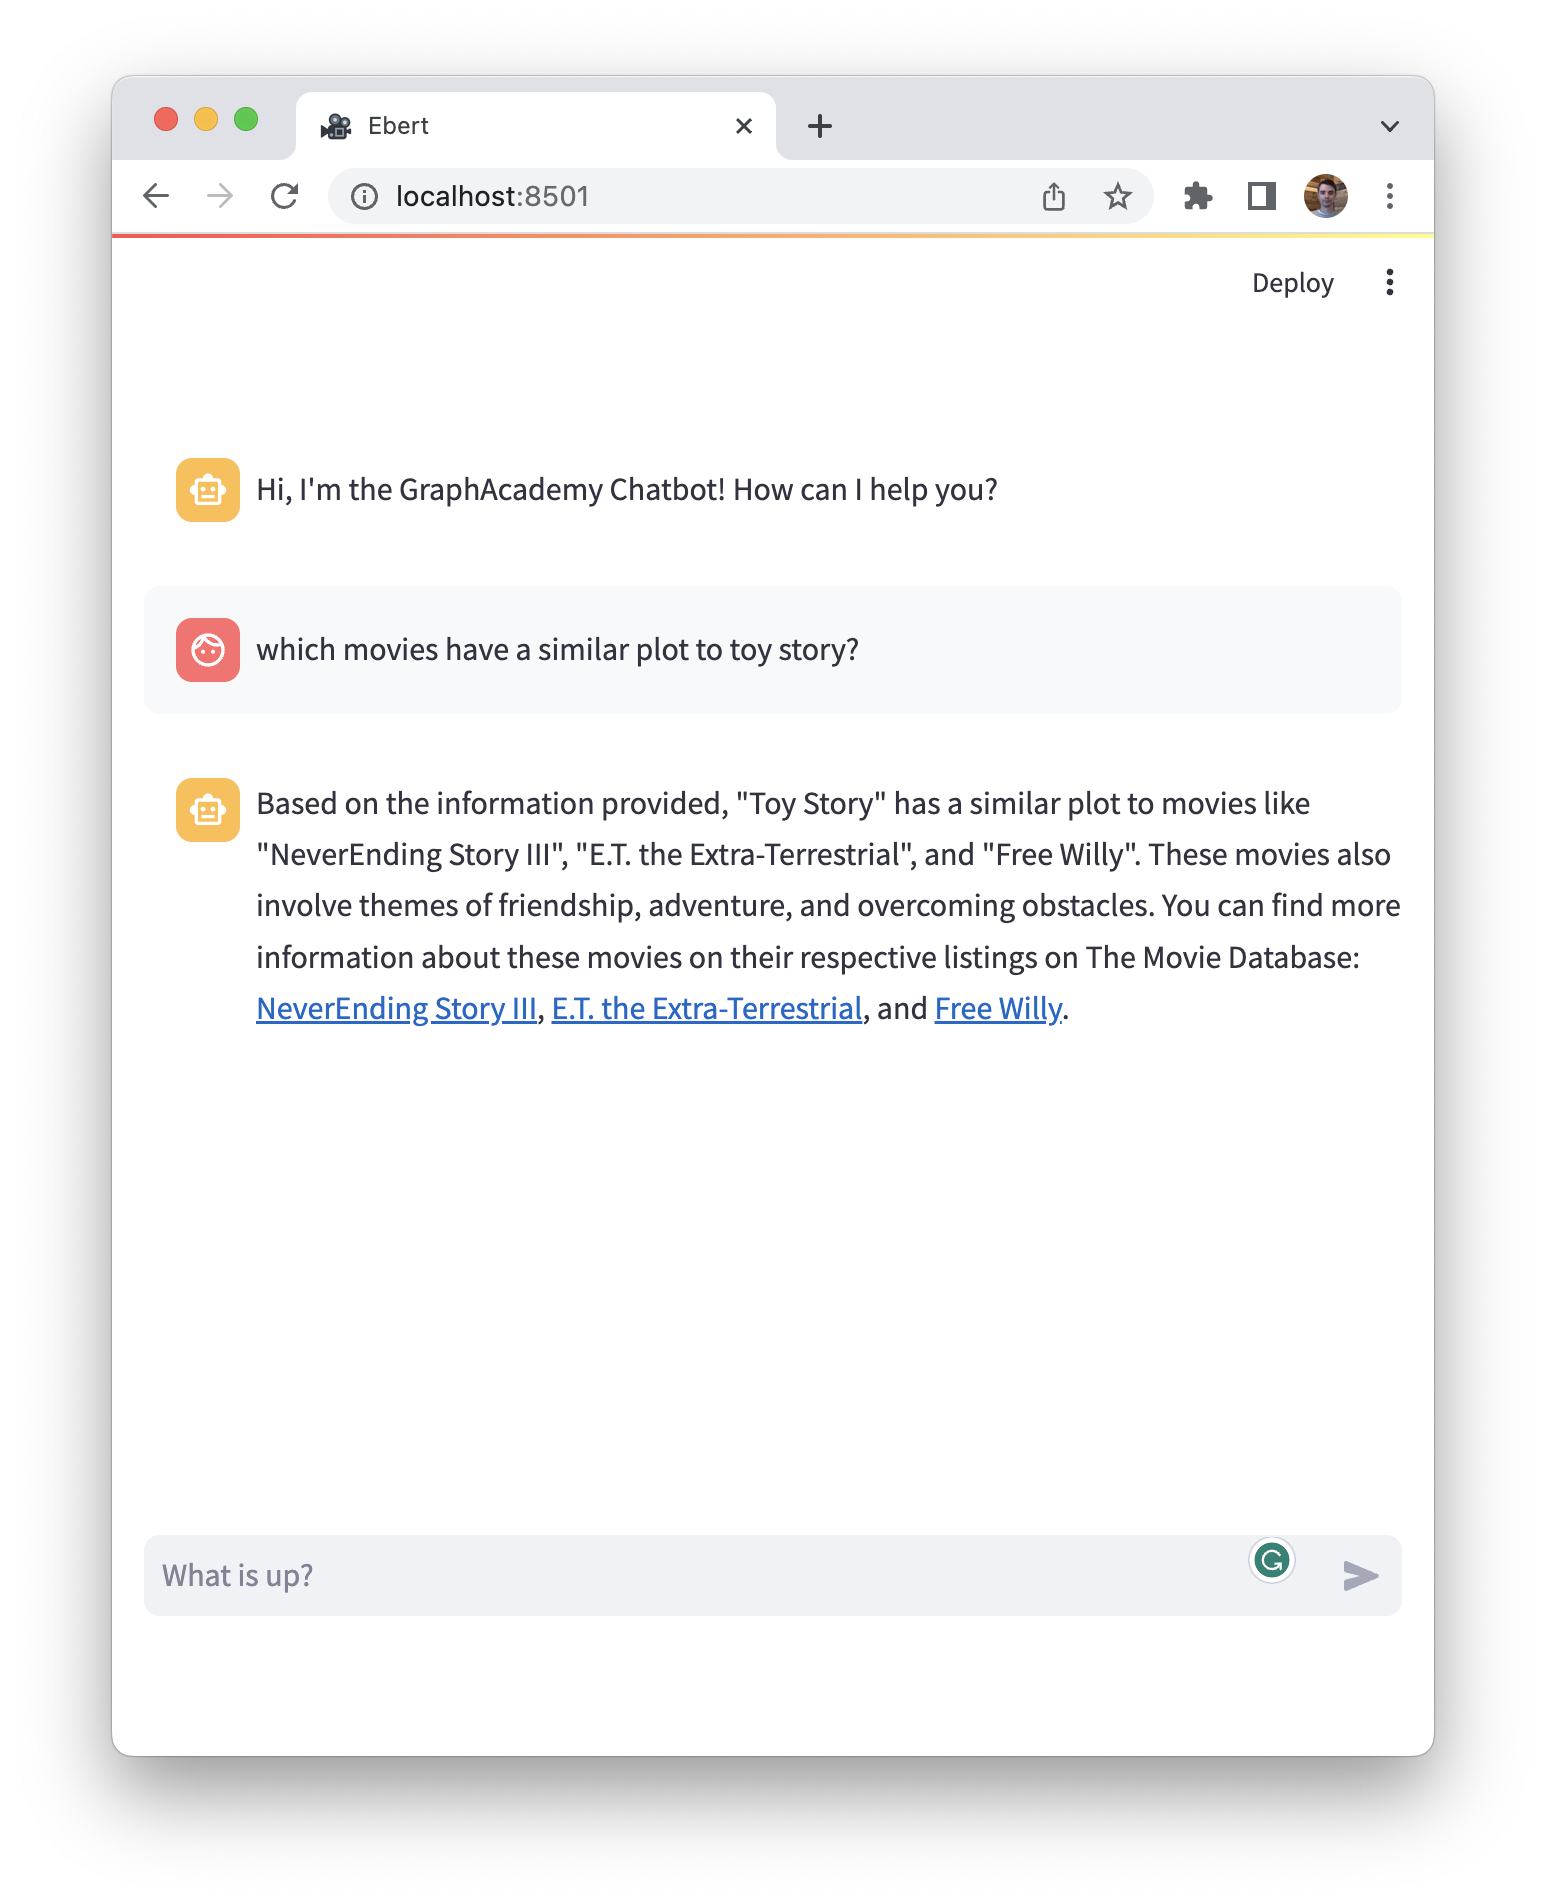 Ebert
localhost:8501
Deploy
Hi, I'm the GraphAcademy Chatbot! How can I help you?
which movies have a similar plot to toy story?
Based on the information provided, "Toy Story" has a similar plot to movies like
"NeverEnding Story III", "E.T. the Extra-Terrestrial", and "Free Willy". These movies also
involve themes of friendship, adventure, and overcoming obstacles. You can find more
information about these movies on their respective listings on The Movie Database:
NeverEnding Story III, E.T. the Extra-Terrestrial, and Free Willy.
What is up?